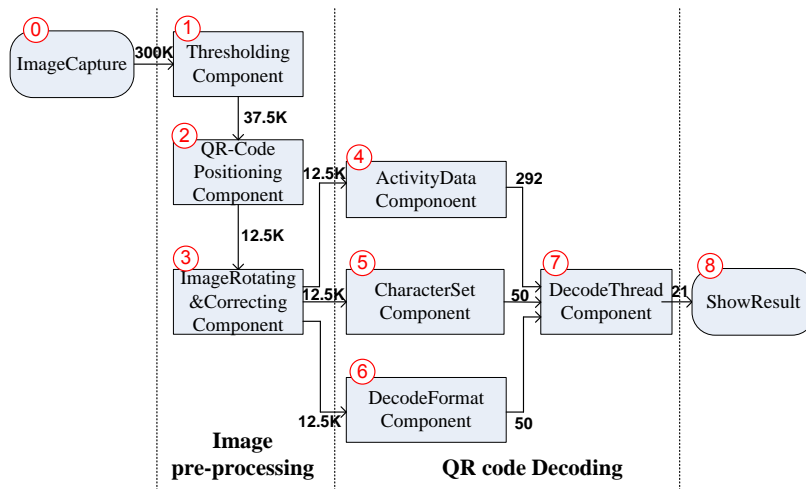 0
ImageCapture
300K
1
Thresholding
Component
37.5K
2
QR-Code
Positioning
Component
12.5K
3
ImageRotating
&Correcting
Component
12.5K
12.5K
12.5K
4
ActivityData
Componoent
292
5
CharacterSet
Component
50
6
DecodeFormat
Component
50
7
DecodeThread
Component
21
8
ShowResult
Image
pre-processing
QR code Decoding